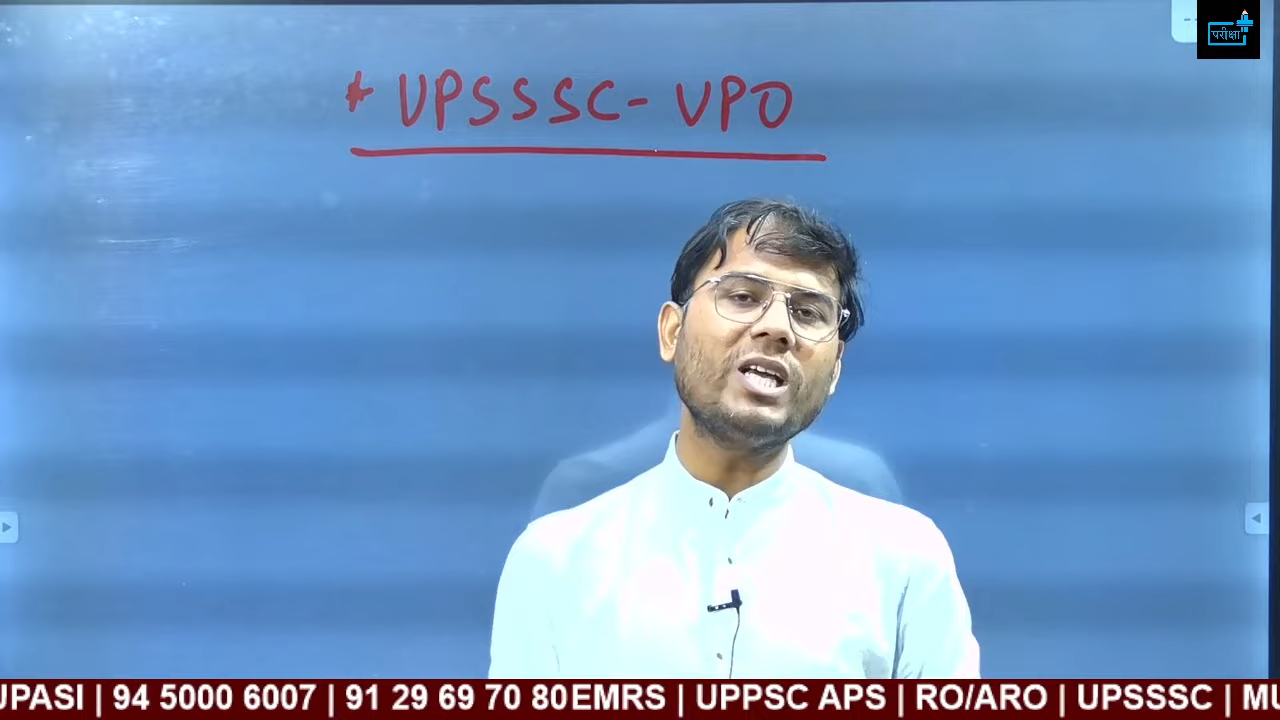 परीक्षा
* UPSSSC- VPO
UPASI | 94 5000 6007 | 91 29 69 70 80EMRS | UPPSC APS | RO/ARO | UPSSSC | MU